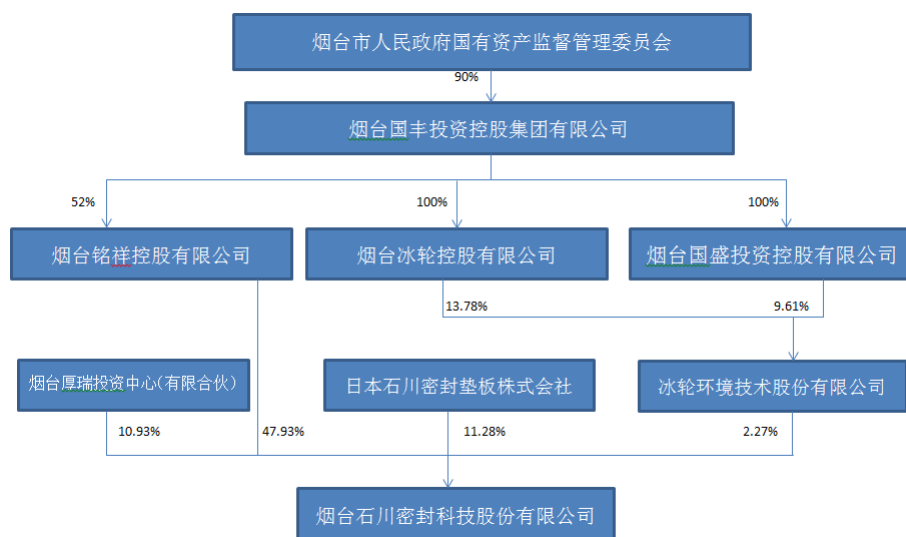 烟台市人民政府国有资产监督管理委员会
90%
烟台国丰投资控股集团有限公司
52%
100%
100%
烟台铭祥控股有限公司
烟台冰轮控股有限公司
烟台国盛投资控股有限公司
13.78%
9.61%
烟台厚瑞投资中心(有限合伙)
日本石川密封垫板株式会社
冰轮环境技术股份有限公司
10.93%
47.93%
11.28%
2.27%
烟台石川密封科技股份有限公司